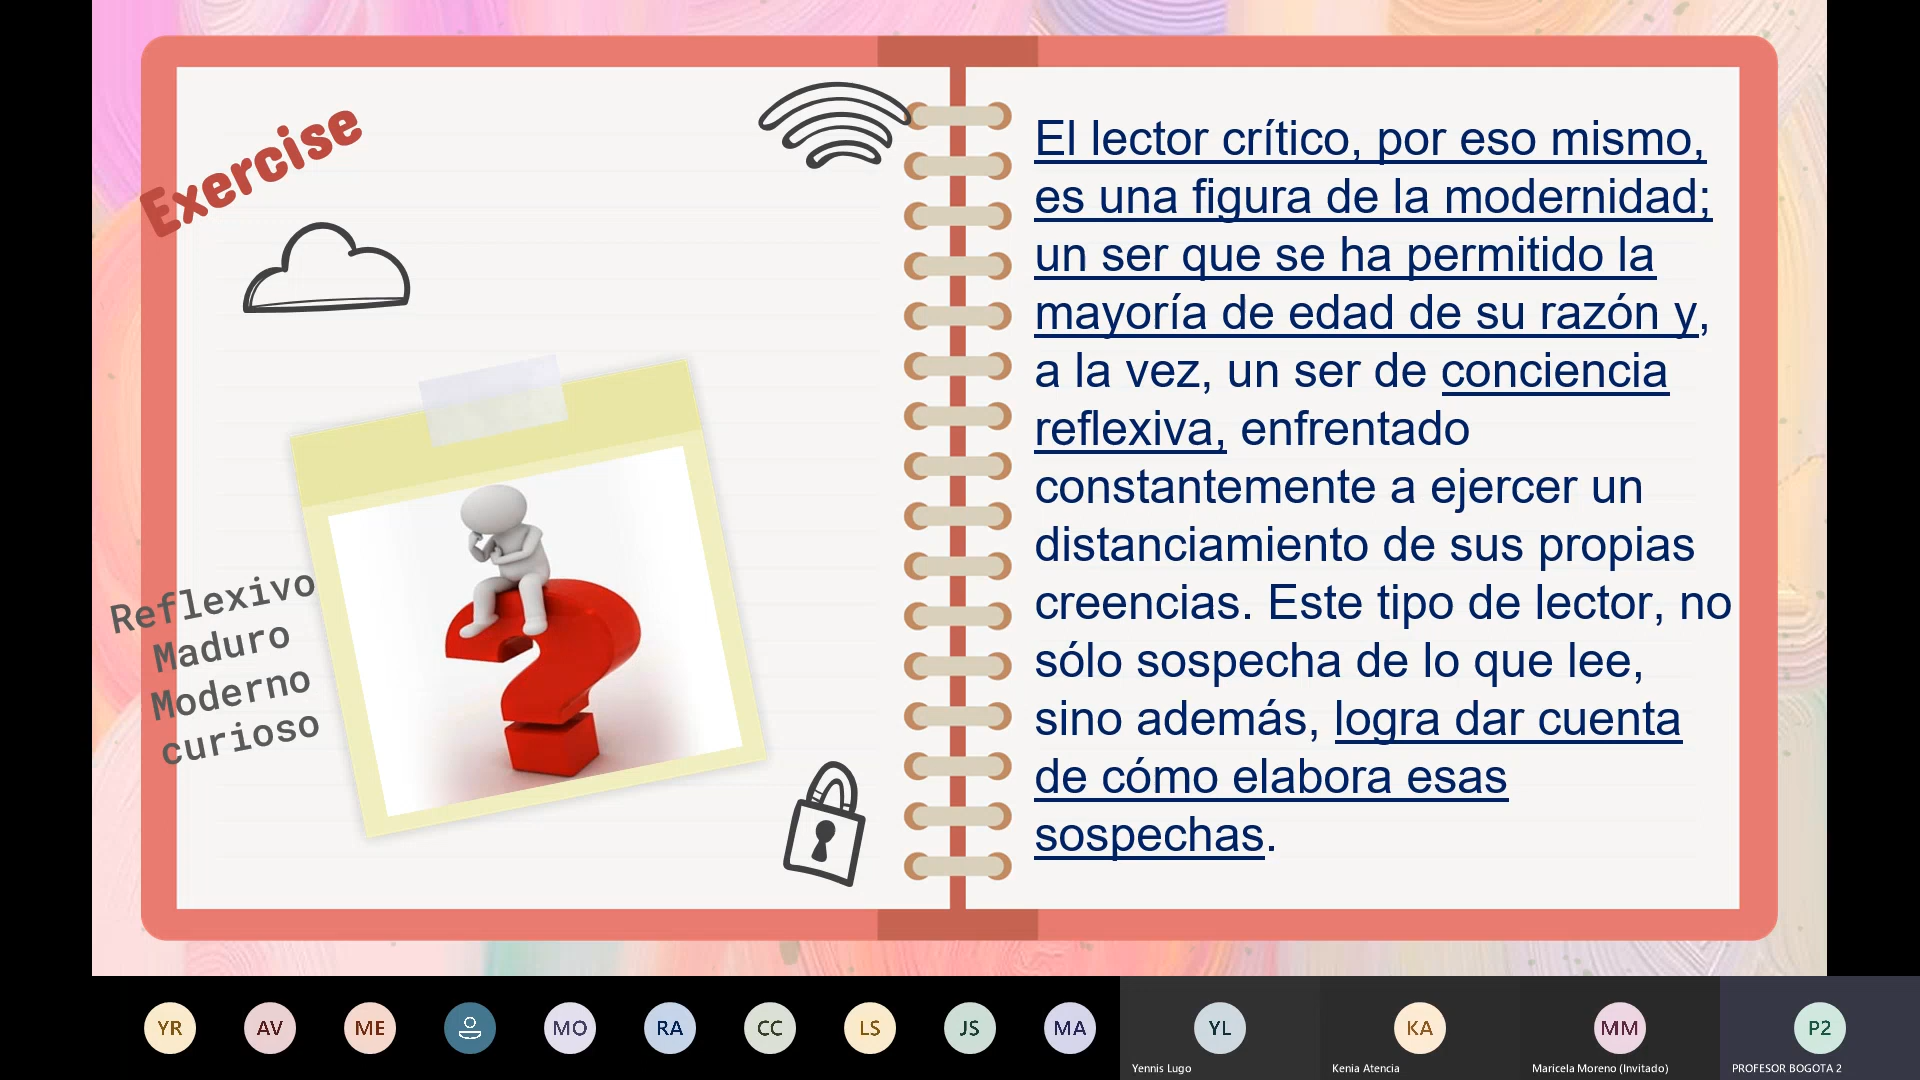 Exercise
Reflexivo
Maduro
Moderno
curioso
El lector crítico, por eso mismo,
es una figura de la modernidad;
un ser que se ha permitido la
mayoría de edad de su razón y,
a la vez, un ser de conciencia
reflexiva, enfrentado
constantemente a ejercer un
distanciamiento de sus propias
creencias. Este tipo de lector, no
sólo sospecha de lo que lee,
sino además, logra dar cuenta
de cómo elabora esas
sospechas.
YR AV ME MO RA CC LS JS MA YL KA MM P2
Yennis Lugo Kenia Atencia Maricela Moreno (Invitado) PROFESOR BOGOTA 2